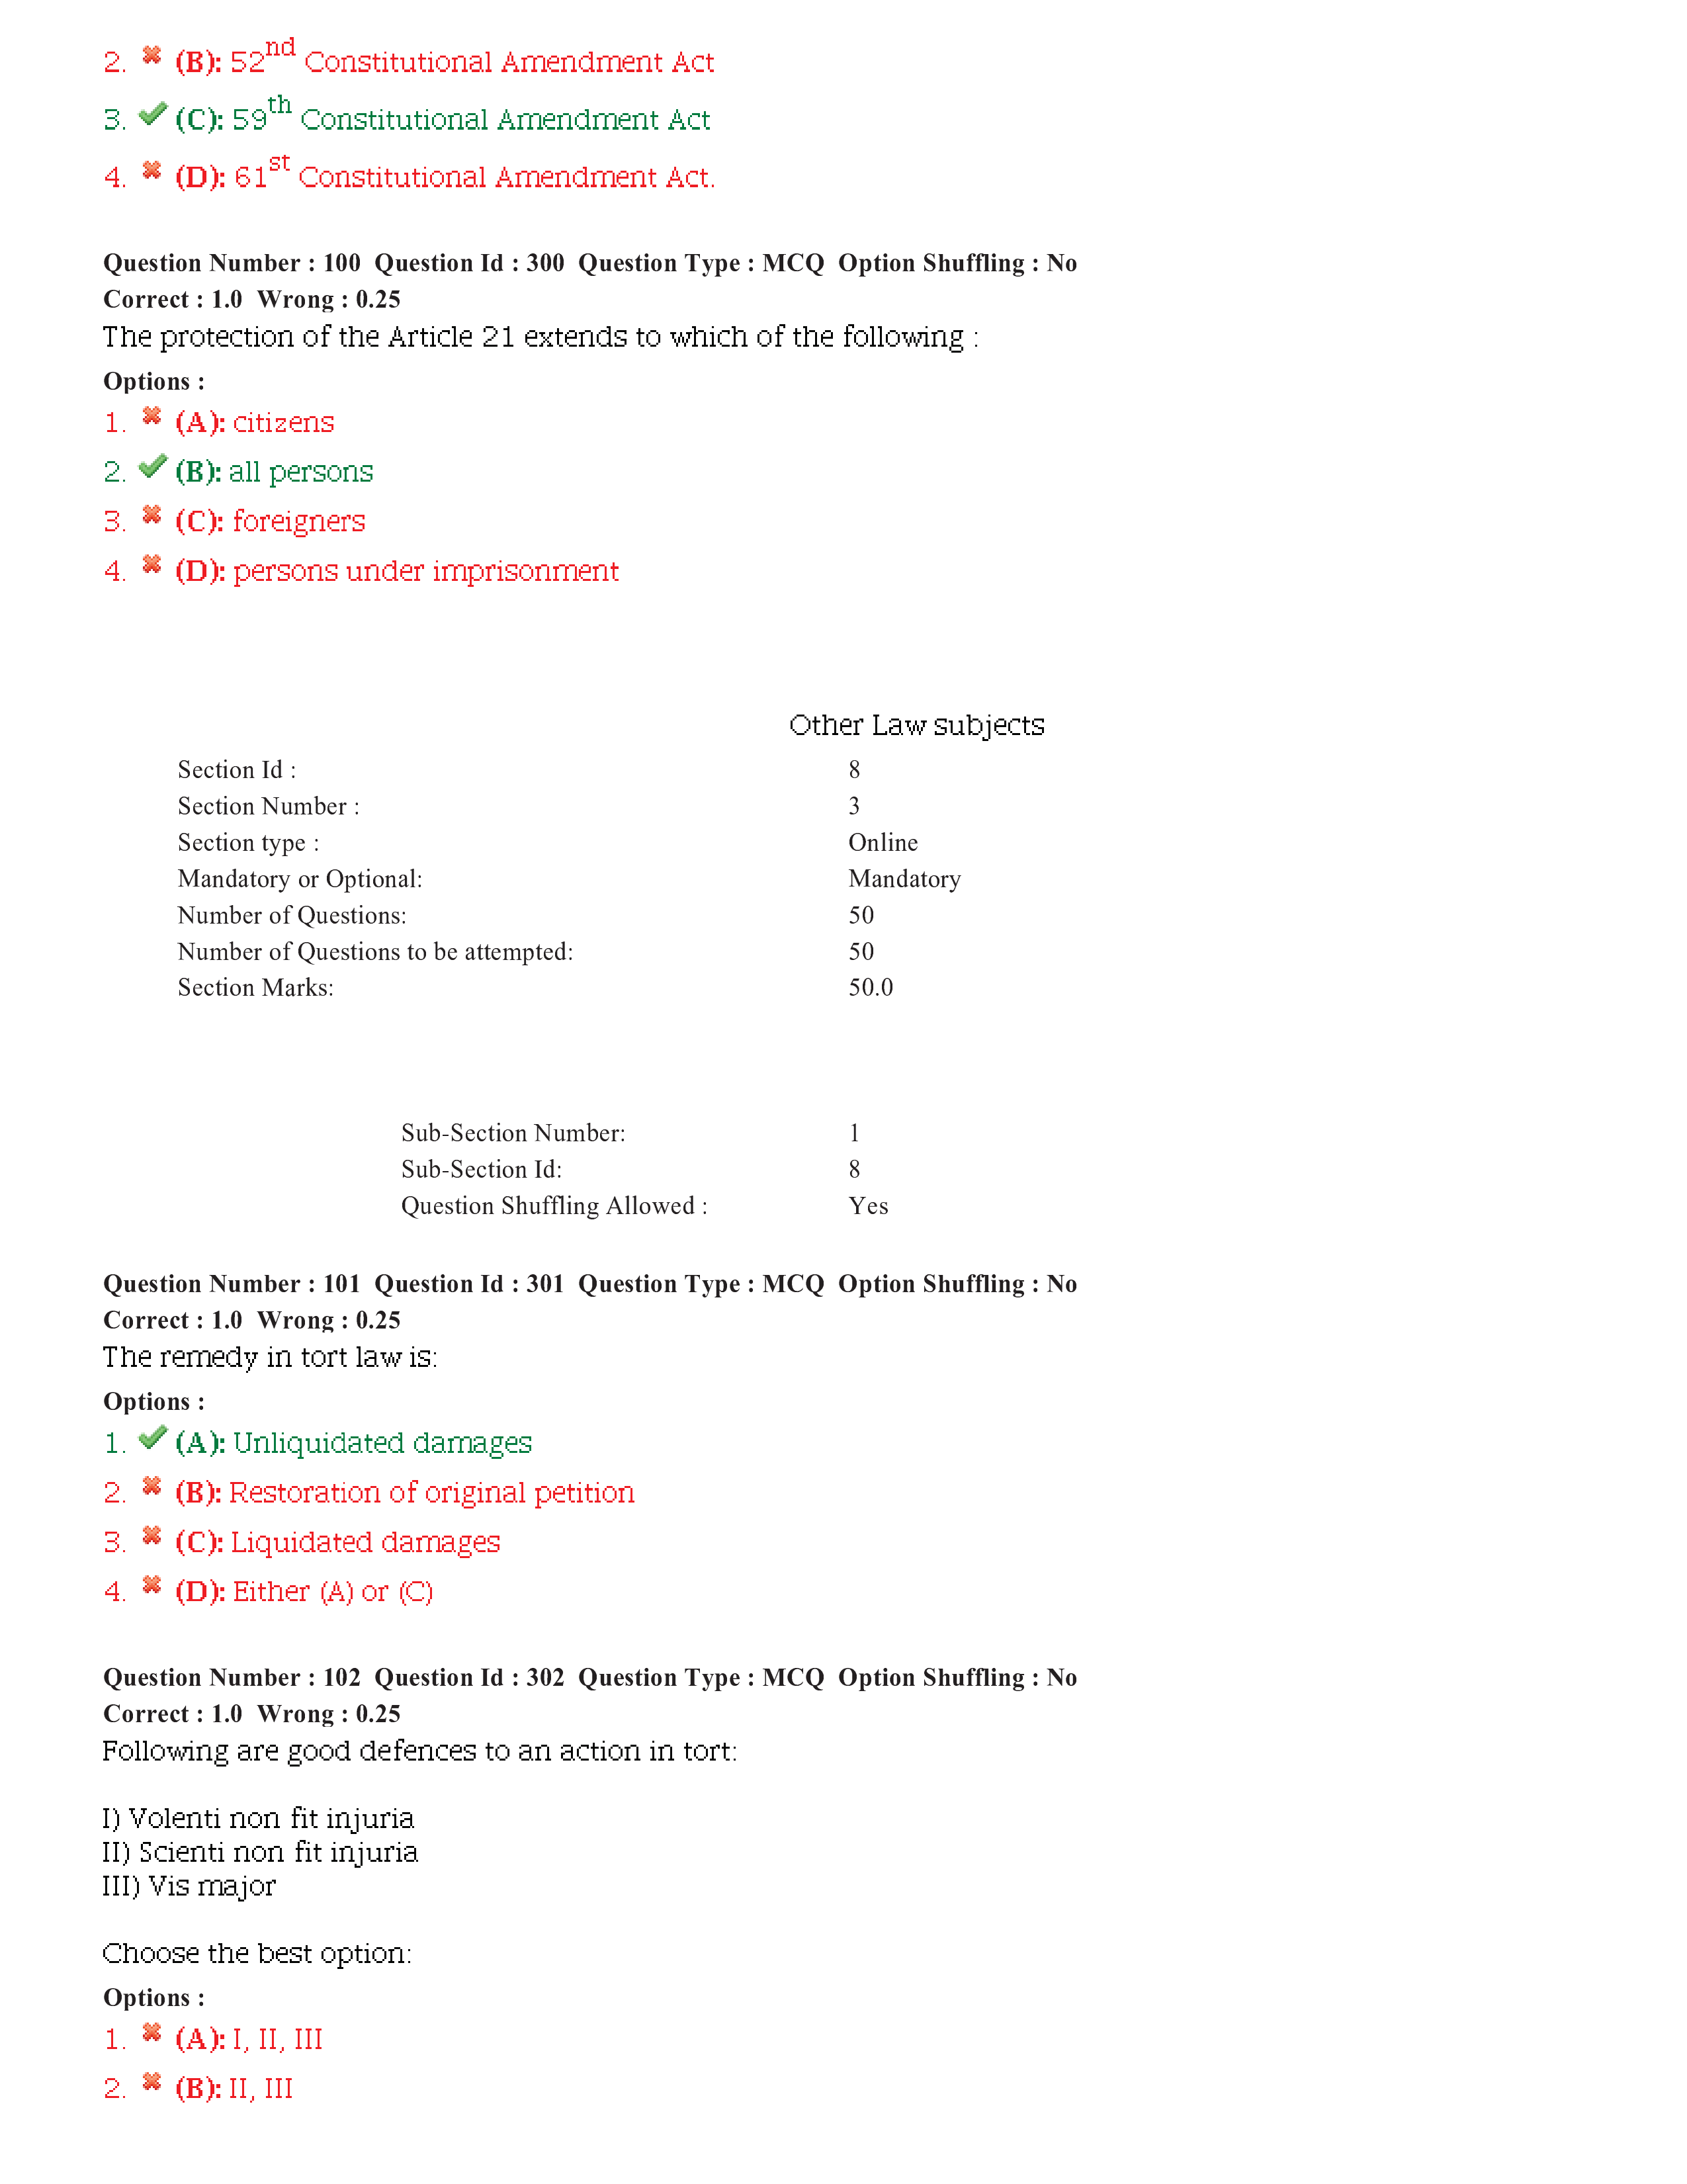 2. (B): 52nd Constitutional Amendment Act
3. (C): 59th Constitutional Amendment Act
4. (D): 61st Constitutional Amendment Act.
Question Number : 100 Question Id : 300 Question Type : MCQ Option Shuffling : No
Correct : 1.0 Wrong : 0.25
The protection of the Article 21 extends to which of the following :
Options :
1. (A): citizens
2. (B): all persons
3. (C): foreigners
4. (D): persons under imprisonment
Other Law subjects
Section Id : 8
Section Number : 3
Section type : Online
Mandatory or Optional: Mandatory
Number of Questions: 50
Number of Questions to be attempted: 50
Section Marks: 50.0
Sub-Section Number: 1
Sub-Section Id: 8
Question Shuffling Allowed : Yes
Question Number : 101 Question Id : 301 Question Type : MCQ Option Shuffling : No
Correct : 1.0 Wrong : 0.25
The remedy in tort law is:
Options :
1. (A): Unliquidated damages
2. (B): Restoration of original petition
3. (C): Liquidated damages
4. (D): Either (A) or (C)
Question Number : 102 Question Id : 302 Question Type : MCQ Option Shuffling : No
Correct : 1.0 Wrong : 0.25
Following are good defences to an action in tort:
I) Volenti non fit injuria
II) Scienti non fit injuria
III) Vis major
Choose the best option:
Options :
1. (A): I, II, III
2. (B): II, III